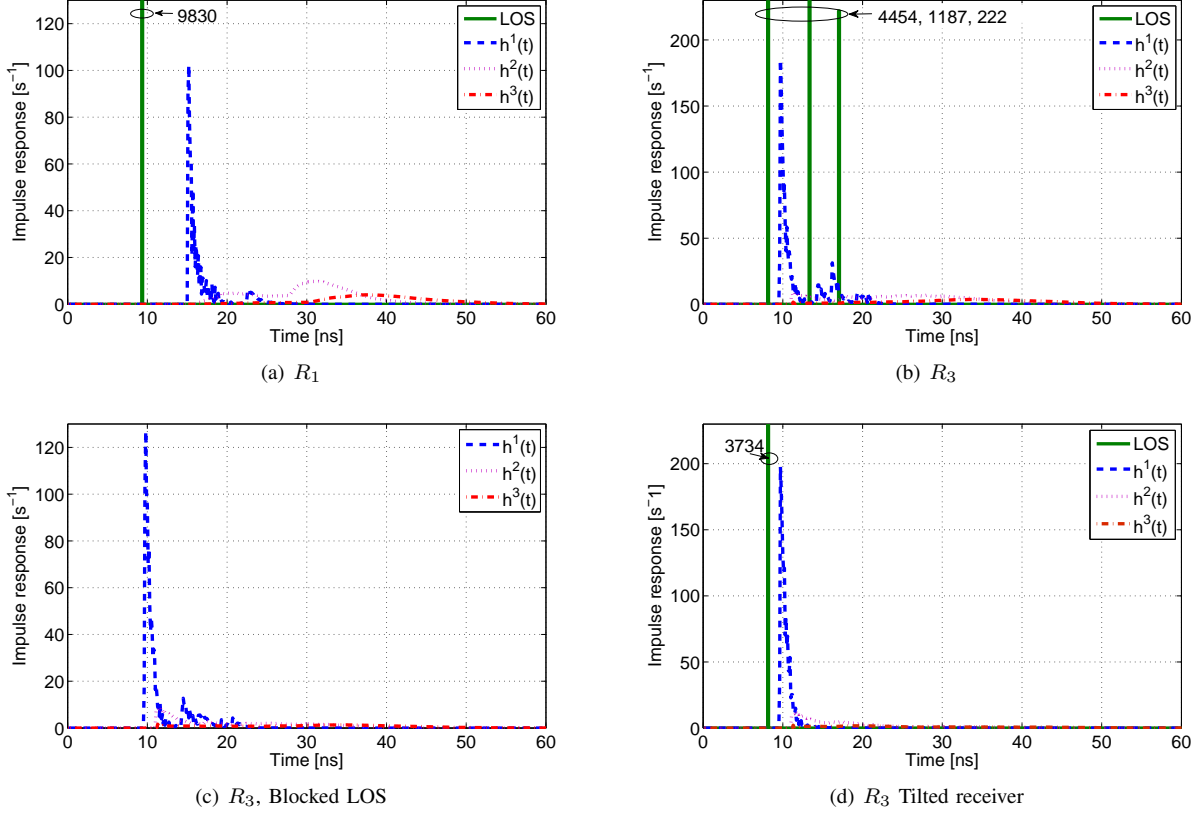 9830
LOS
h¹(t)
h²(t)
h³(t)
Impulse response [s⁻¹]
120
100
80
60
40
20
0
0 10 20 30 40 50 60
Time [ns]
(a) R₁
4454, 1187, 222
LOS
h¹(t)
h²(t)
h³(t)
Impulse response [s⁻¹]
200
150
100
50
0
0 10 20 30 40 50 60
Time [ns]
(b) R₃
h¹(t)
h²(t)
h³(t)
Impulse response [s⁻¹]
120
100
80
60
40
20
0
0 10 20 30 40 50 60
Time [ns]
(c) R₃, Blocked LOS
3734
LOS
h¹(t)
h²(t)
h³(t)
Impulse response [s⁻1]
200
150
100
50
0
0 10 20 30 40 50 60
Time [ns]
(d) R₃ Tilted receiver